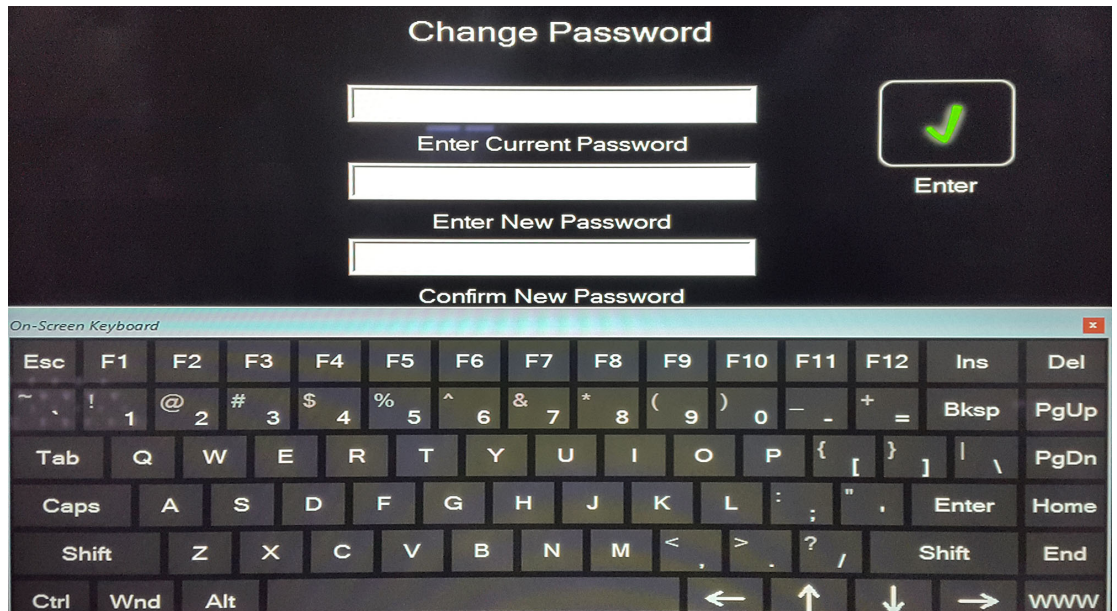 Change Password
Enter Current Password
Enter
Enter New Password
Confirm New Password
On-Screen Keyboard x
Esc F1 F2 F3 F4 F5 F6 F7 F8 F9 F10 F11 F12 Ins Del
~ ` ! 1 @ 2 # 3 $ 4 % 5 ^ 6 & 7 * 8 ( 9 ) 0 _ - + = Bksp PgUp
Tab Q W E R T Y U I O P { [ } ] | \ PgDn
Caps A S D F G H J K L : ; " ' Enter Home
Shift Z X C V B N M < , > . ? / Shift End
Ctrl Wnd Alt ← ↑ ↓ → WWW